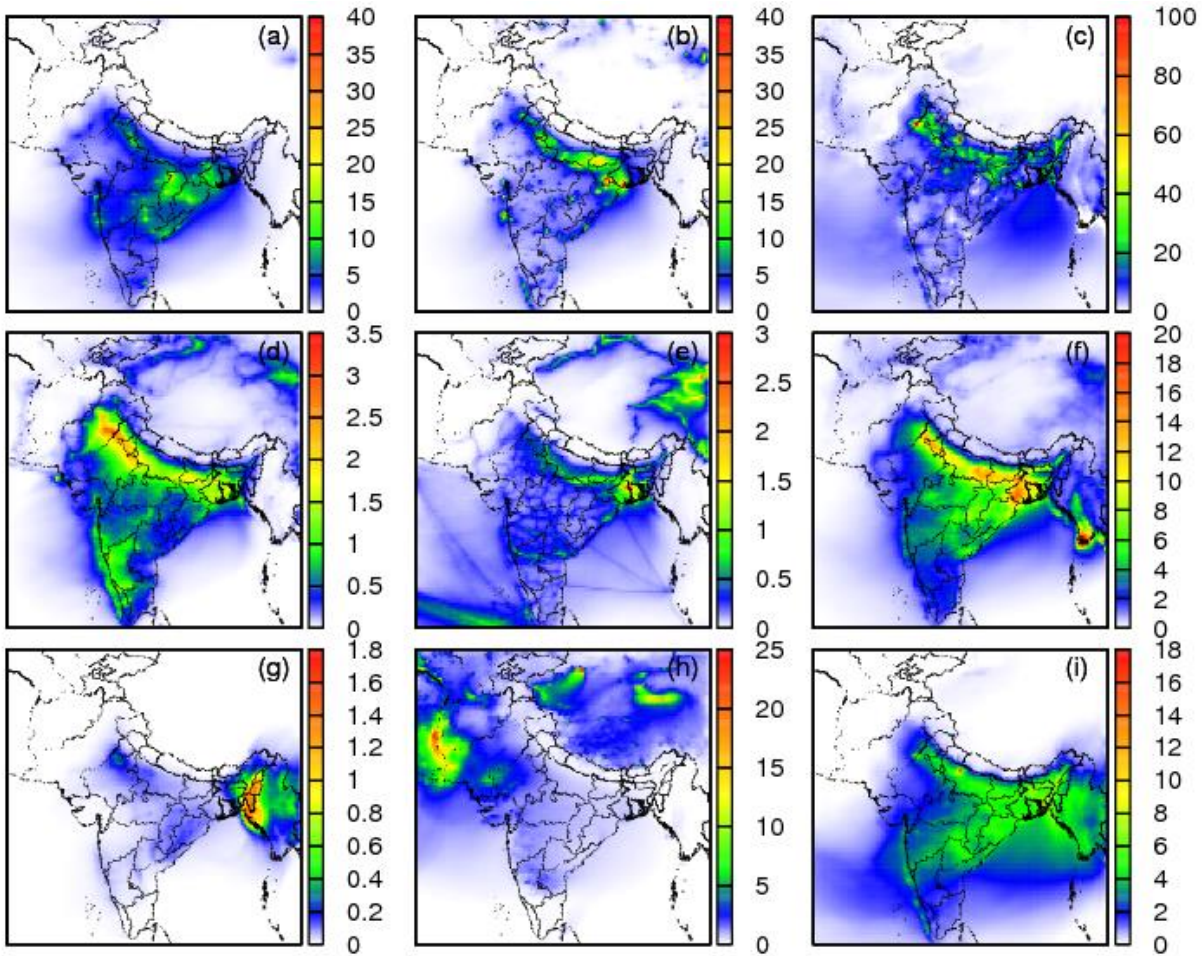 (a) 40 35 30 25 20 15 10 5 0
(b) 40 35 30 25 20 15 10 5 0
(c) 100 80 60 40 20 0
(d) 3.5 3 2.5 2 1.5 1 0.5 0
(e) 3 2.5 2 1.5 1 0.5 0
(f) 20 18 16 14 12 10 8 6 4 2 0
(g) 1.8 1.6 1.4 1.2 1 0.8 0.6 0.4 0.2 0
(h) 25 20 15 10 5 0
(i) 18 16 14 12 10 8 6 4 2 0